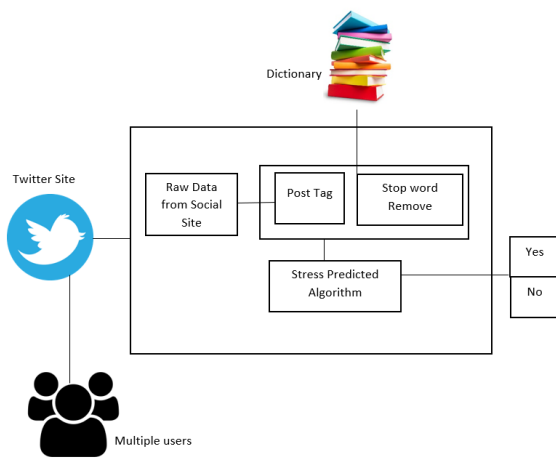 Dictionary
Twitter Site
Raw Data
from Social
Site
Post Tag
Stop word
Remove
Stress Predicted
Algorithm
Yes
No
Multiple users